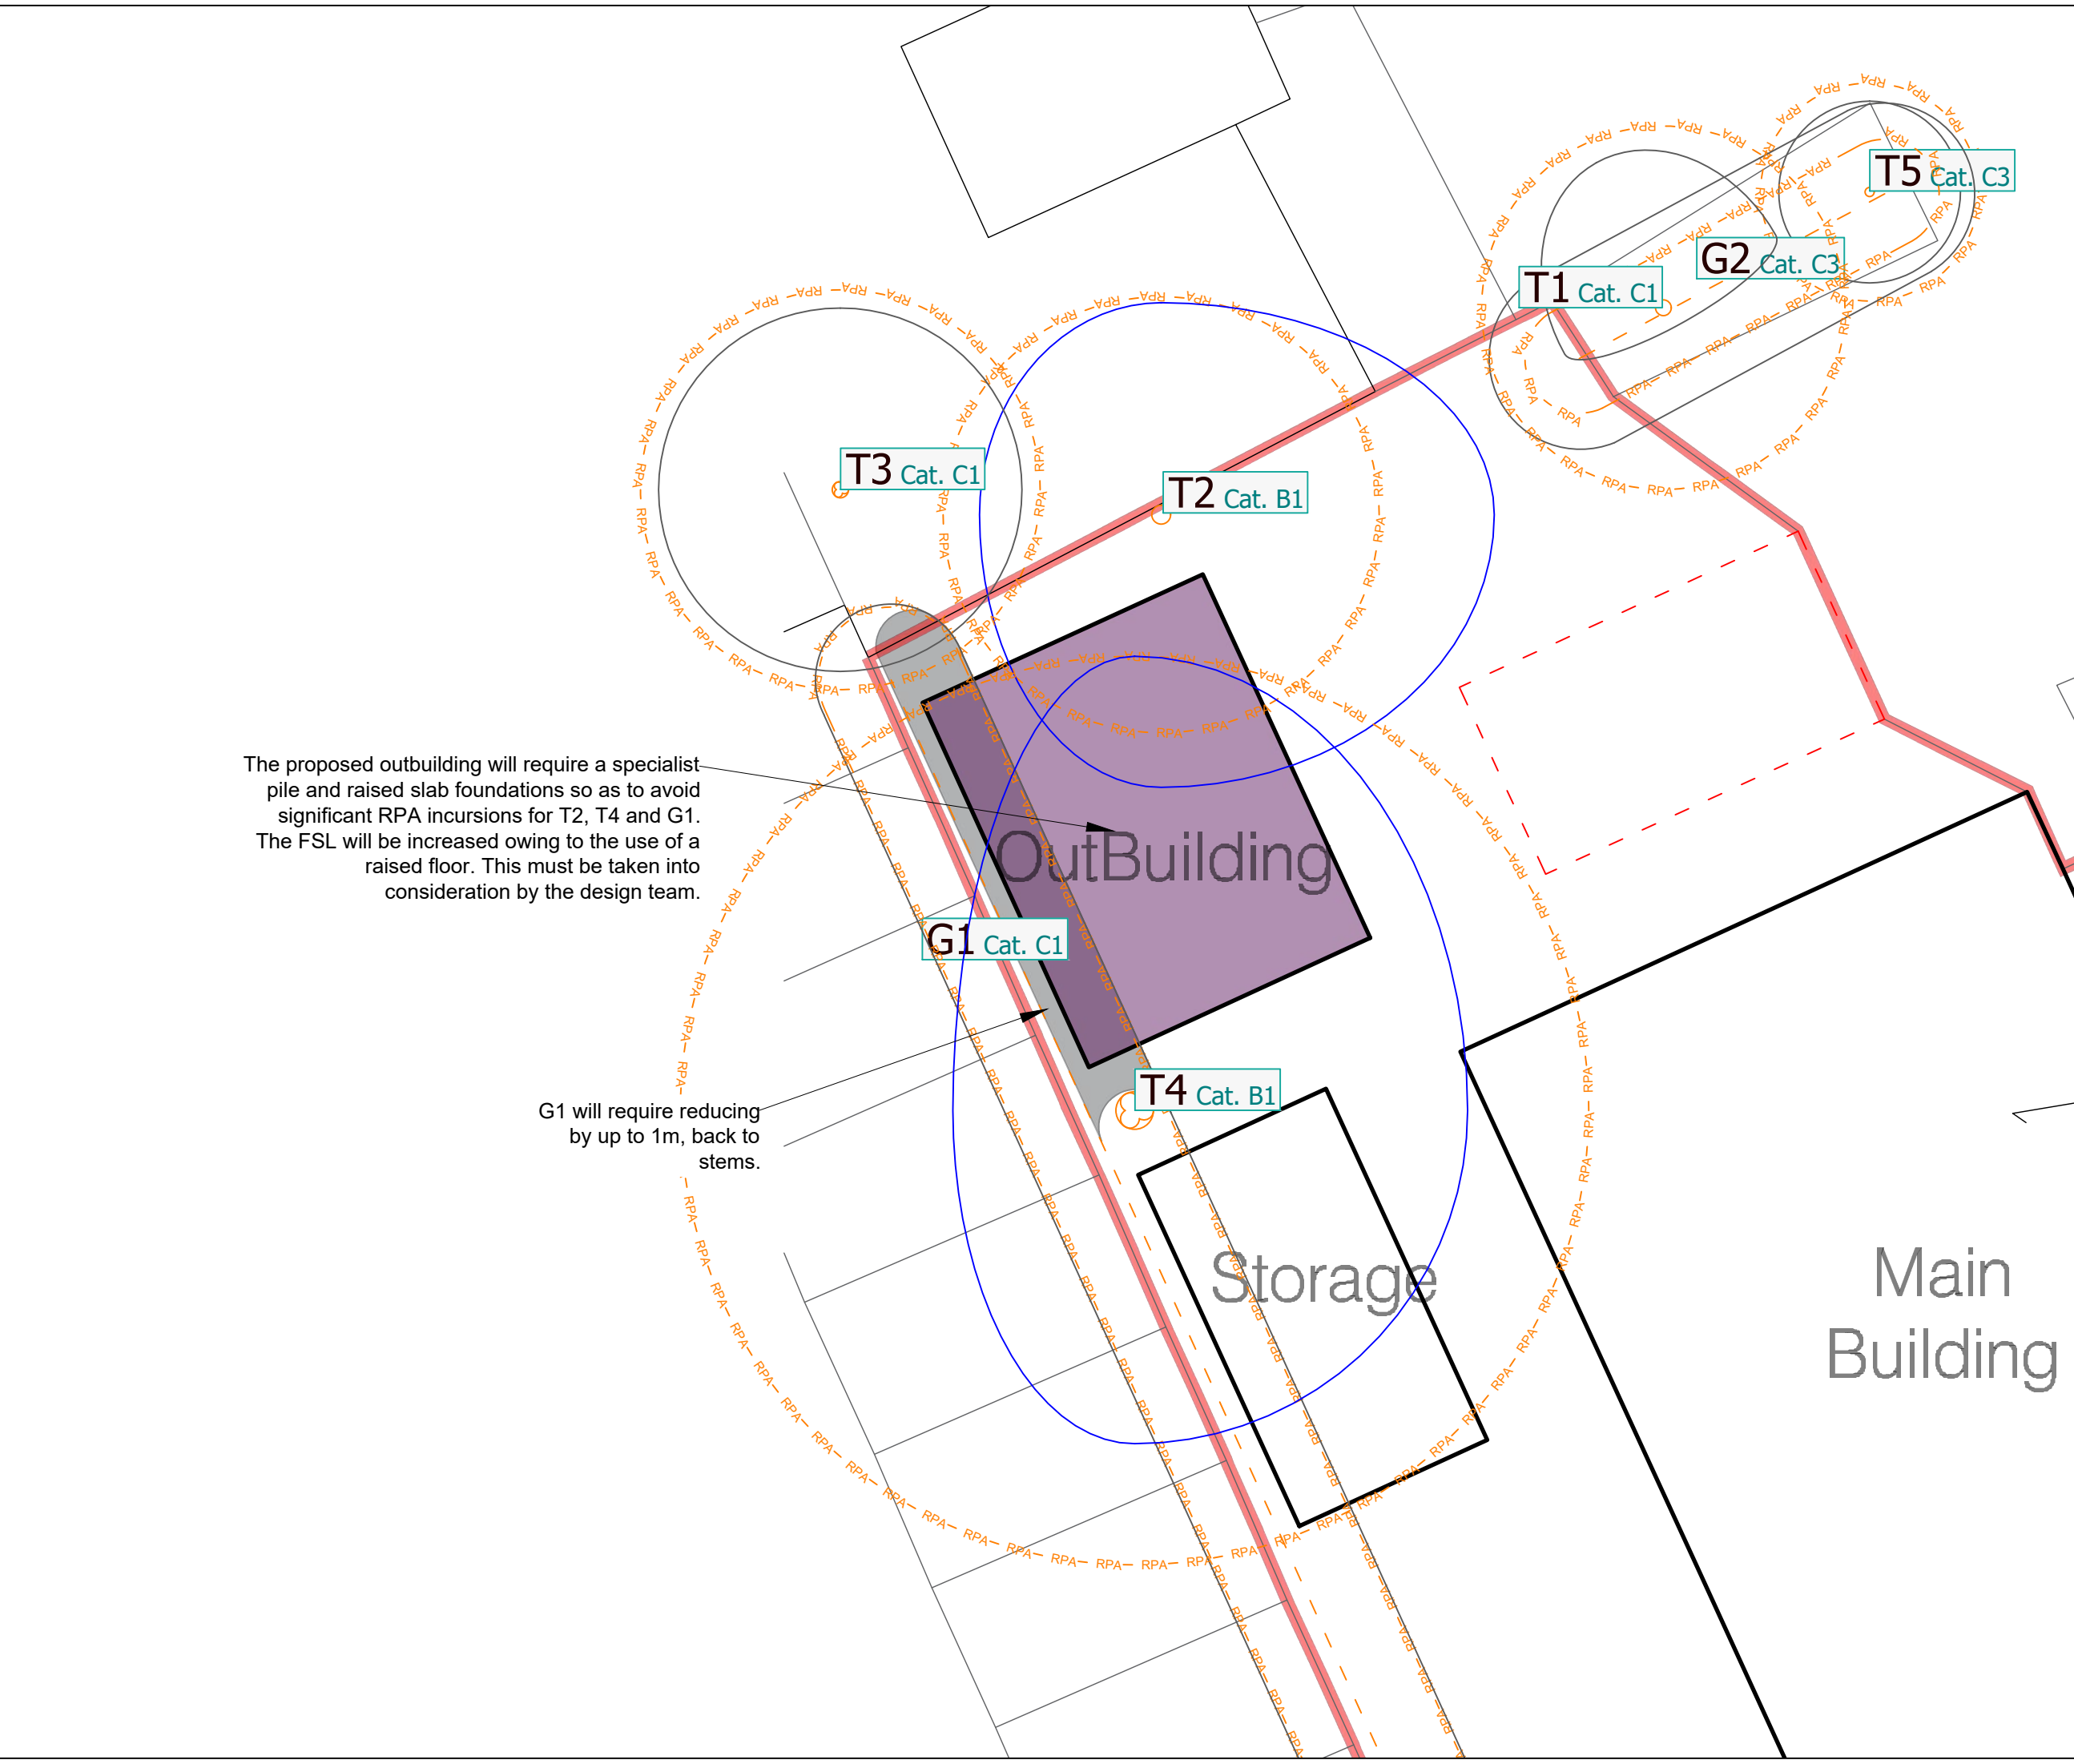 T5 Cat. C3
G2 Cat. C3
T1 Cat. C1
T3 Cat. C1
T2 Cat. B1
The proposed outbuilding will require a specialist
pile and raised slab foundations so as to avoid
significant RPA incursions for T2, T4 and G1.
The FSL will be increased owing to the use of a
raised floor. This must be taken into
consideration by the design team.
OutBuilding
G1 Cat. C1
T4 Cat. B1
G1 will require reducing
by up to 1m, back to
stems.
Storage
Main
Building
RPA